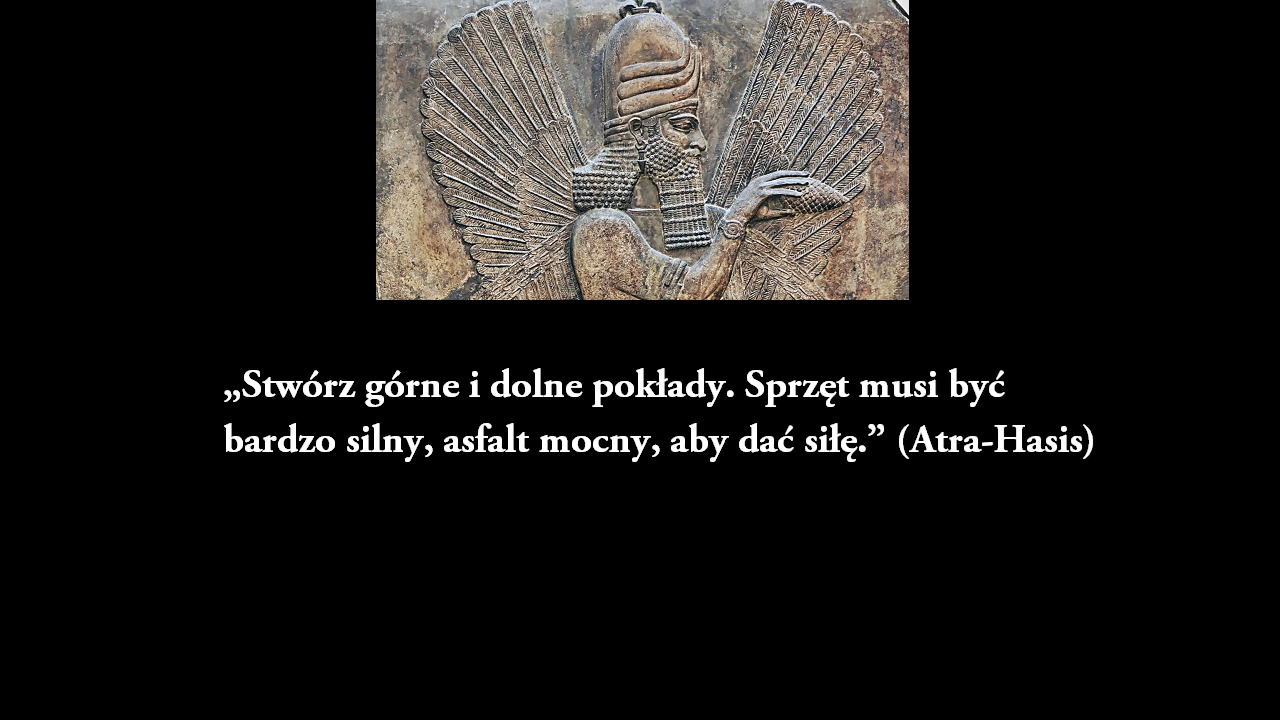 „Stwórz górne i dolne pokłady. Sprzęt musi być
bardzo silny, asfalt mocny, aby dać siłę.” (Atra-Hasis)